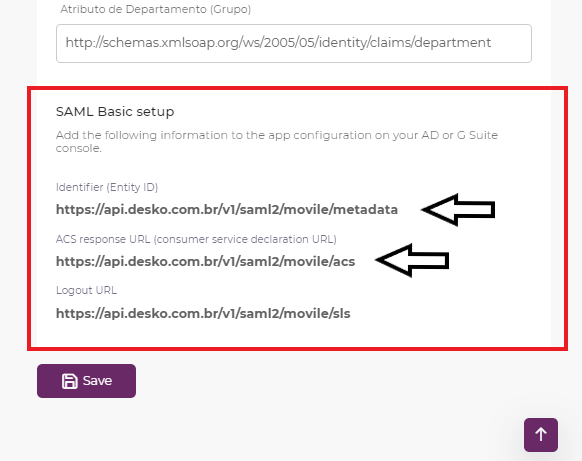 Atributo de Departamento (Grupo)
http://schemas.xmlsoap.org/ws/2005/05/identity/claims/department
SAML Basic setup
Add the following information to the app configuration on your AD or G Suite
console.
Identifier (Entity ID)
https://api.desko.com.br/v1/saml2/movile/metadata
ACS response URL (consumer service declaration URL)
https://api.desko.com.br/v1/saml2/movile/acs
Logout URL
https://api.desko.com.br/v1/saml2/movile/sls
Save